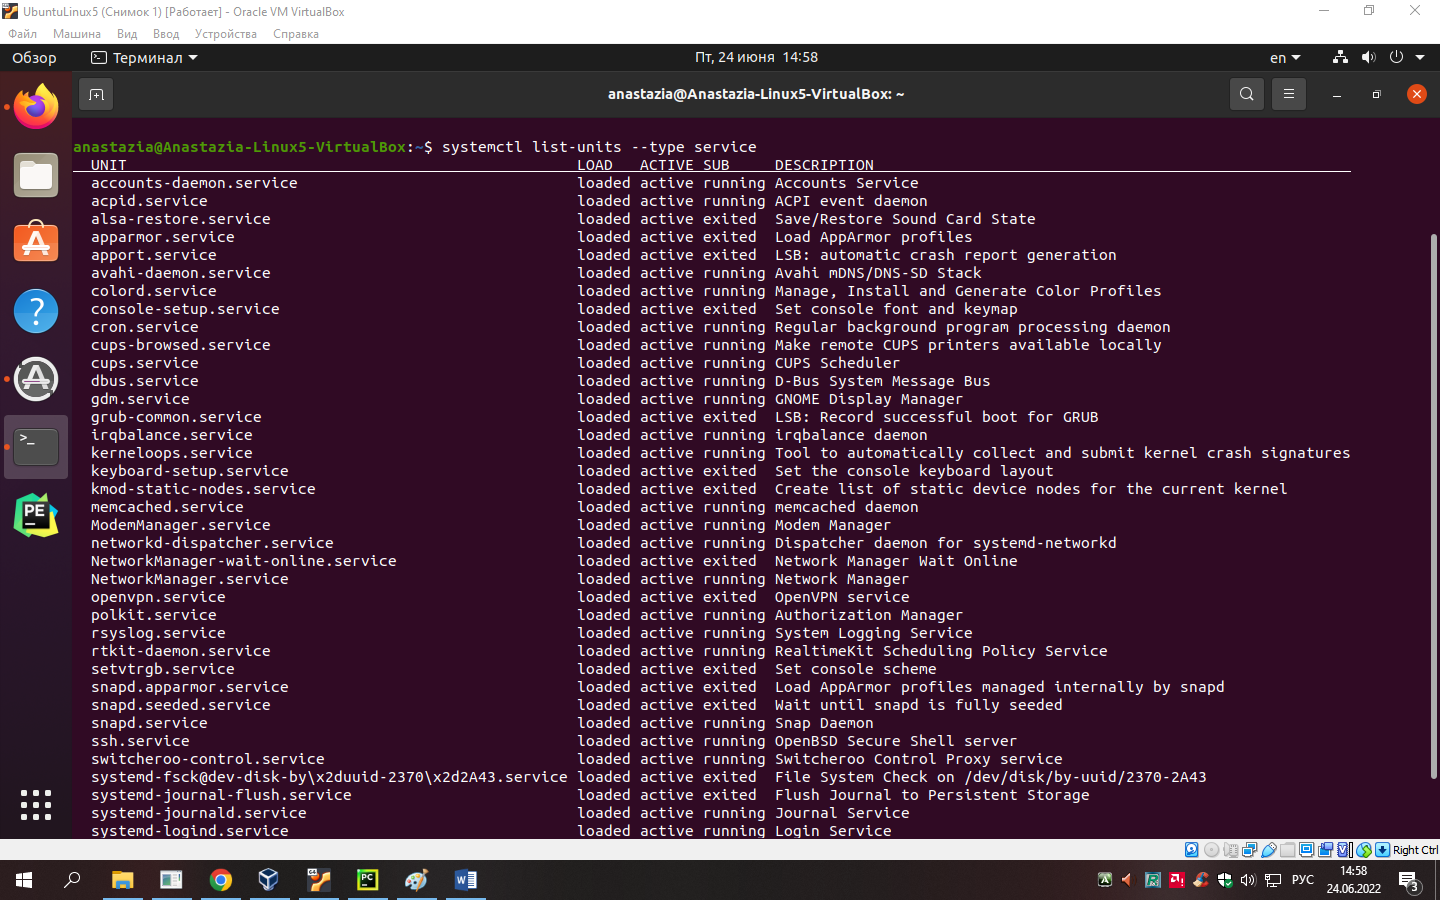 UbuntuLinux5 (Снимок 1) [Работает] - Oracle VM VirtualBox
Файл Машина Вид Ввод Устройства Справка
Обзор Терминал Пт, 24 июня 14:58 en
anastazia@Anastazia-Linux5-VirtualBox: ~
anastazia@Anastazia-Linux5-VirtualBox:~$ systemctl list-units --type service
UNIT LOAD ACTIVE SUB DESCRIPTION
accounts-daemon.service loaded active running Accounts Service
acpid.service loaded active running ACPI event daemon
alsa-restore.service loaded active exited Save/Restore Sound Card State
apparmor.service loaded active exited Load AppArmor profiles
apport.service loaded active exited LSB: automatic crash report generation
avahi-daemon.service loaded active running Avahi mDNS/DNS-SD Stack
colord.service loaded active running Manage, Install and Generate Color Profiles
console-setup.service loaded active exited Set console font and keymap
cron.service loaded active running Regular background program processing daemon
cups-browsed.service loaded active running Make remote CUPS printers available locally
cups.service loaded active running CUPS Scheduler
dbus.service loaded active running D-Bus System Message Bus
gdm.service loaded active running GNOME Display Manager
grub-common.service loaded active exited LSB: Record successful boot for GRUB
irqbalance.service loaded active running irqbalance daemon
kerneloops.service loaded active running Tool to automatically collect and submit kernel crash signatures
keyboard-setup.service loaded active exited Set the console keyboard layout
kmod-static-nodes.service loaded active exited Create list of static device nodes for the current kernel
memcached.service loaded active running memcached daemon
ModemManager.service loaded active running Modem Manager
networkd-dispatcher.service loaded active running Dispatcher daemon for systemd-networkd
NetworkManager-wait-online.service loaded active exited Network Manager Wait Online
NetworkManager.service loaded active running Network Manager
openvpn.service loaded active exited OpenVPN service
polkit.service loaded active running Authorization Manager
rsyslog.service loaded active running System Logging Service
rtkit-daemon.service loaded active running RealtimeKit Scheduling Policy Service
setvtrgb.service loaded active exited Set console scheme
snapd.apparmor.service loaded active exited Load AppArmor profiles managed internally by snapd
snapd.seeded.service loaded active exited Wait until snapd is fully seeded
snapd.service loaded active running Snap Daemon
ssh.service loaded active running OpenBSD Secure Shell server
switcheroo-control.service loaded active running Switcheroo Control Proxy service
systemd-fsck@dev-disk-by\x2duuid-2370\x2d2A43.service loaded active exited File System Check on /dev/disk/by-uuid/2370-2A43
systemd-journal-flush.service loaded active exited Flush Journal to Persistent Storage
systemd-journald.service loaded active running Journal Service
systemd-logind.service loaded active running Login Service
Right Ctrl
РУС
14:58
24.06.2022
3